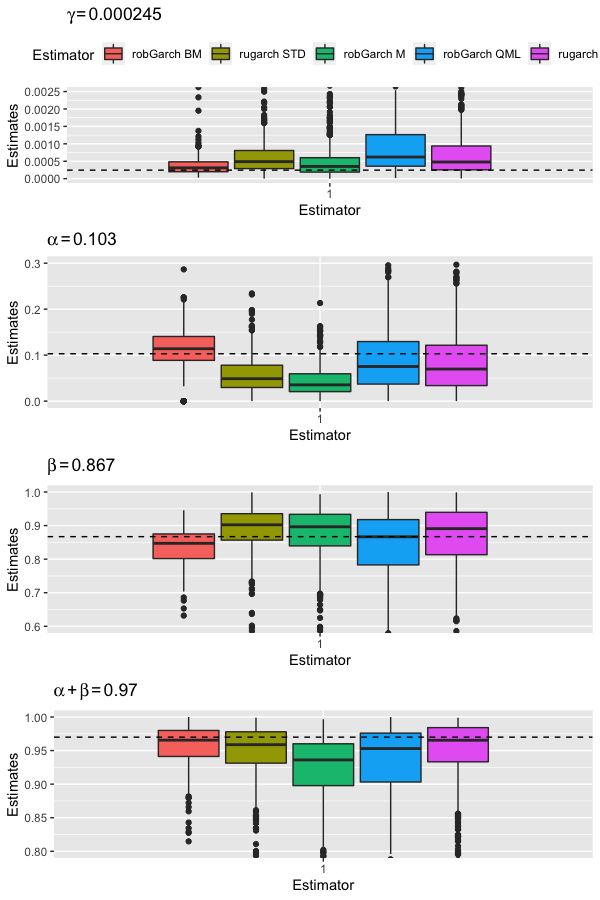 γ = 0.000245
Estimator robGarch BM rugarch STD robGarch M robGarch QML rugarch
Estimates
0.0025
0.0020
0.0015
0.0010
0.0005
0.0000
1
Estimator
α = 0.103
Estimates
0.3
0.2
0.1
0.0
1
Estimator
β = 0.867
Estimates
1.0
0.9
0.8
0.7
0.6
1
Estimator
α + β = 0.97
Estimates
1.00
0.95
0.90
0.85
0.80
1
Estimator